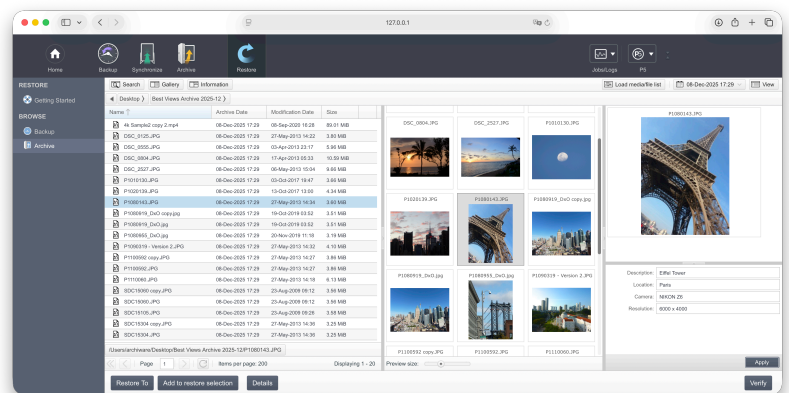 127.0.0.1
Home
Backup
Synchronize
Archive
Restore
Jobs/Logs
P5
RESTORE
Getting Started
BROWSE
Backup
Archive
Search Gallery Information
Load media/file list 08-Dec-2025 17:29 View
Desktop Best Views Archive 2025-12
Name Archive Date Modification Date Size
4k Sample2 copy 2.mp4 08-Dec-2025 17:29 08-Sep-2020 16:28 89.01 MiB
DSC_0125.JPG 08-Dec-2025 17:29 27-May-2013 14:22 3.80 MiB
DSC_0555.JPG 08-Dec-2025 17:29 03-Apr-2013 23:17 5.96 MiB
DSC_0804.JPG 08-Dec-2025 17:29 17-Apr-2013 05:33 10.59 MiB
DSC_2527.JPG 08-Dec-2025 17:29 06-May-2013 15:04 9.66 MiB
P1010130.JPG 08-Dec-2025 17:29 03-Oct-2017 19:47 3.66 MiB
P1020139.JPG 08-Dec-2025 17:29 13-Oct-2017 13:00 4.34 MiB
P1080143.JPG 08-Dec-2025 17:29 27-May-2013 14:34 3.60 MiB
P1080919_DxO copy.jpg 08-Dec-2025 17:29 19-Oct-2019 03:52 3.51 MiB
P1080919_DxO.jpg 08-Dec-2025 17:29 19-Oct-2019 03:52 3.51 MiB
P1080955_DxO.jpg 08-Dec-2025 17:29 20-Nov-2019 11:18 3.19 MiB
P1090319 - Version 2.JPG 08-Dec-2025 17:29 27-May-2013 14:32 4.10 MiB
P1100592 copy.JPG 08-Dec-2025 17:29 27-May-2013 14:27 3.86 MiB
P1100592.JPG 08-Dec-2025 17:29 27-May-2013 14:27 3.86 MiB
P1110060.JPG 08-Dec-2025 17:29 27-May-2013 14:18 6.13 MiB
SDC15060 copy.JPG 08-Dec-2025 17:29 23-Aug-2009 09:12 3.56 MiB
SDC15060.JPG 08-Dec-2025 17:29 23-Aug-2009 09:12 3.56 MiB
SDC15105.JPG 08-Dec-2025 17:29 23-Aug-2009 09:26 3.58 MiB
SDC15304 copy.JPG 08-Dec-2025 17:29 27-May-2013 14:36 3.25 MiB
SDC15304.JPG 08-Dec-2025 17:29 27-May-2013 14:36 3.25 MiB
/Users/archiware/Desktop/Best Views Archive 2025-12/P1080143.JPG
Page 1 Items per page: 200 Displaying 1 - 20
DSC_0804.JPG DSC_2527.JPG P1010130.JPG
P1020139.JPG P1080143.JPG P1080919_DxO copy.jpg
P1080919_DxO.jpg P1080955_DxO.jpg P1090319 - Version 2.JPG
P1100592 copy.JPG P1100592.JPG P1110060.JPG
Preview size:
P1080143.JPG
Description: Eiffel Tower
Location: Paris
Camera: NIKON Z6
Resolution: 6000 x 4000
Apply
Restore To Add to restore selection Details
Verify